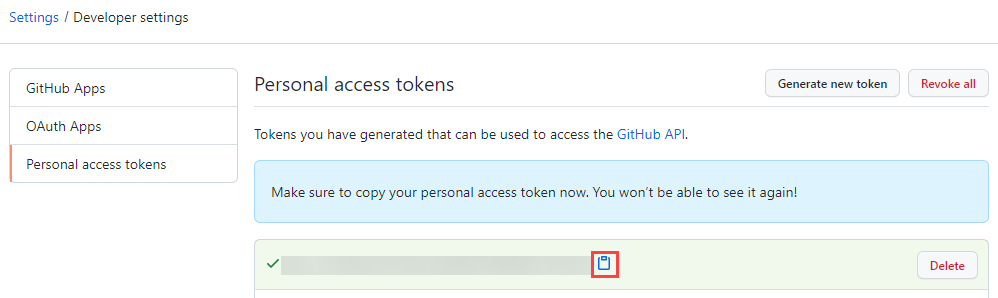 Settings / Developer settings
GitHub Apps
OAuth Apps
Personal access tokens
Personal access tokens
Generate new token
Revoke all
Tokens you have generated that can be used to access the GitHub API.
Make sure to copy your personal access token now. You won't be able to see it again!
Delete